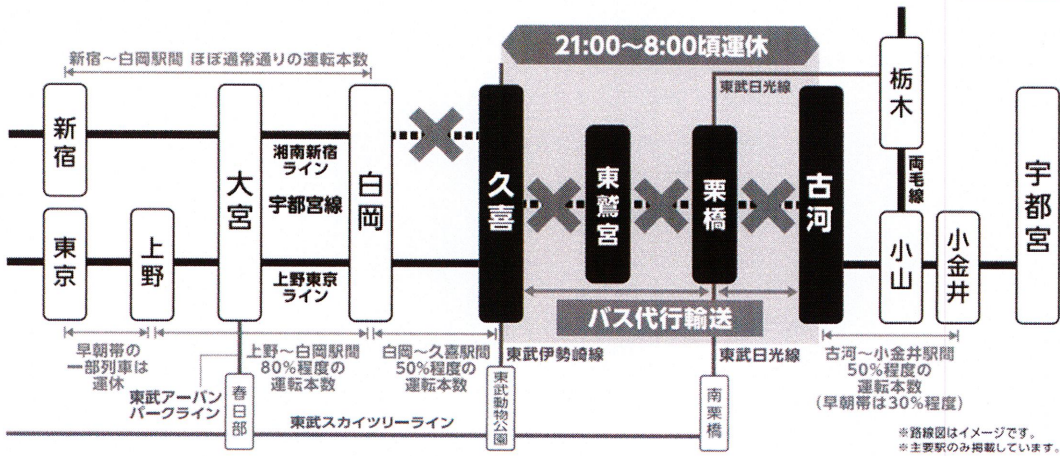 新宿～白岡駅間 ほぼ通常通りの運転本数
21:00～8:00頃運休
東武日光線
栃木
新宿
大宮
湘南新宿
ライン
宇都宮線
上野東京
ライン
白岡
久喜
東鷲宮
栗橋
古河
両毛線
宇都宮
東京
上野
小山
小金井
バス代行輸送
早朝帯の
一部列車は
運休
上野～白岡駅間
80%程度の
運転本数
白岡～久喜駅間
50%程度の
運転本数
東武伊勢崎線
東武日光線
古河～小金井駅間
50%程度の
運転本数
(早朝帯は30%程度)
東武アーバン
パークライン
春日部
東武スカイツリーライン
東武動物公園
南栗橋
※路線図はイメージです。
※主要駅のみ掲載しています。